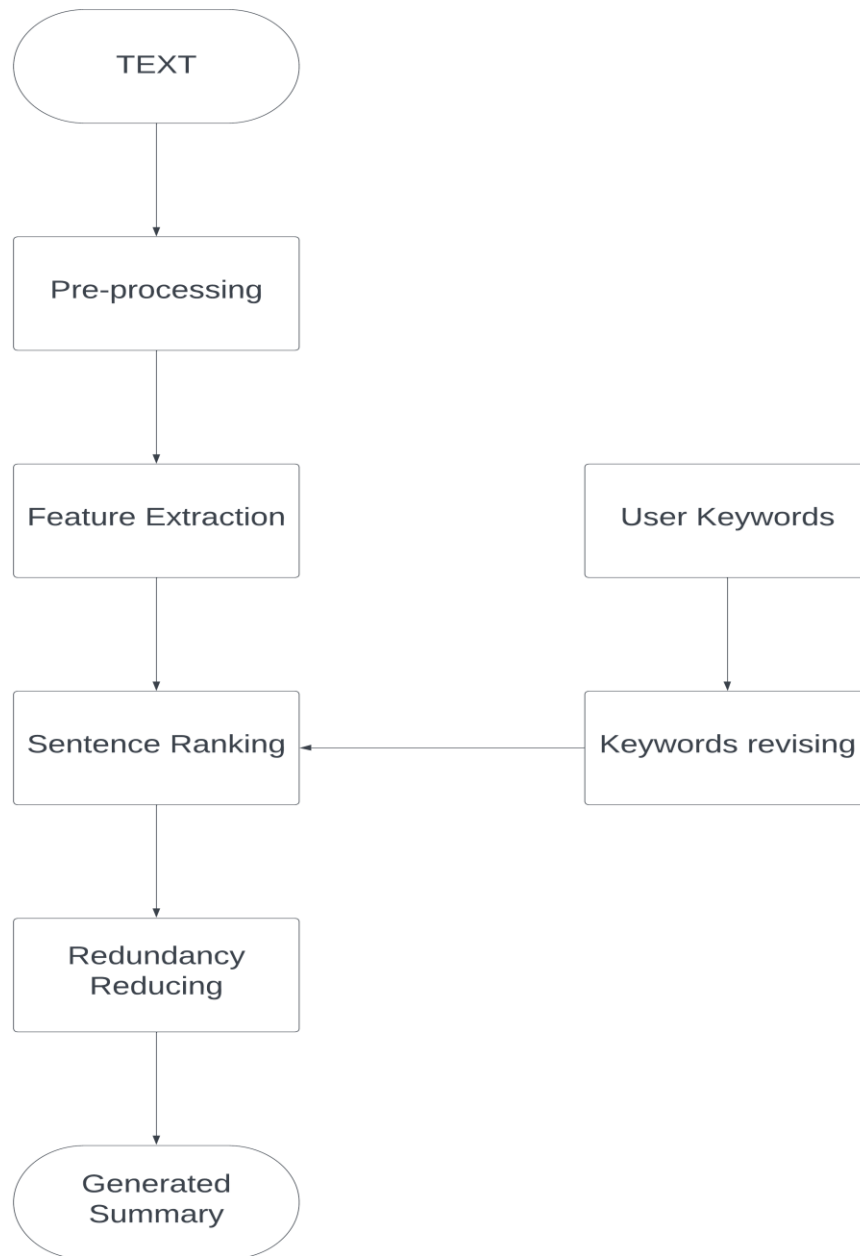 TEXT
Pre-processing
Feature Extraction
User Keywords
Sentence Ranking
Keywords revising
Redundancy
Reducing
Generated
Summary